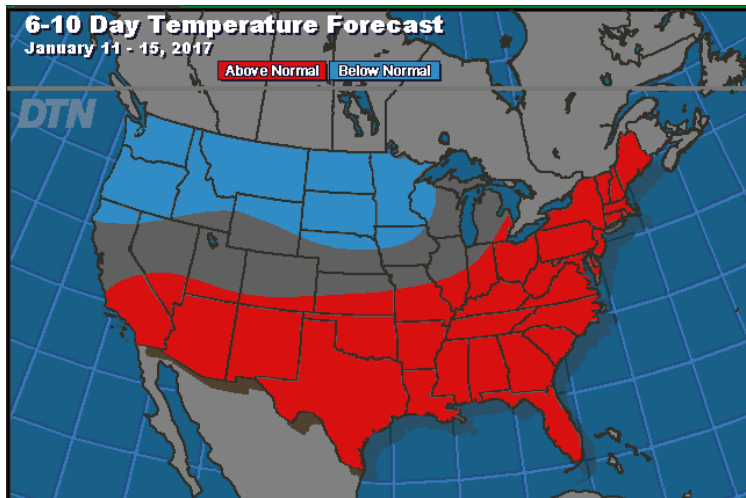 6-10 Day Temperature Forecast
January 11 - 15, 2017
Above Normal Below Normal
DTN